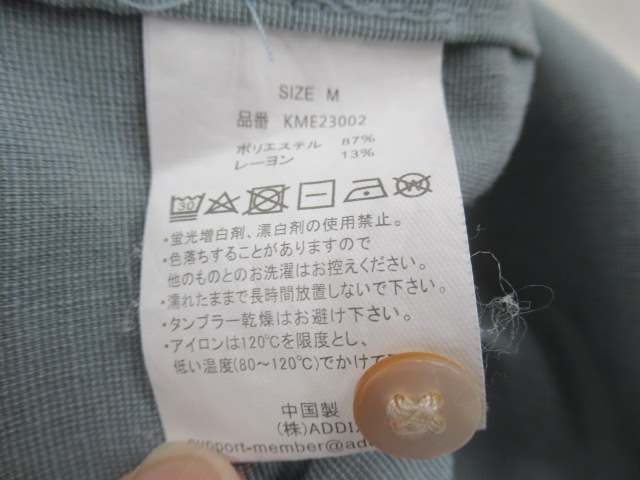 SIZE M
品番 KME23002
ポリエステル 87%
レーヨン 13%
30
・蛍光増白剤、漂白剤の使用禁止。
・色落ちすることがありますので
他のものとのお洗濯はお控えください。
・濡れたままで長時間放置しないで下さい。
・タンブラー乾燥はお避け下さい。
・アイロンは120℃を限度とし、
低い温度(80～120℃)でかけて
中国製
(株)ADDI
support-member@ad